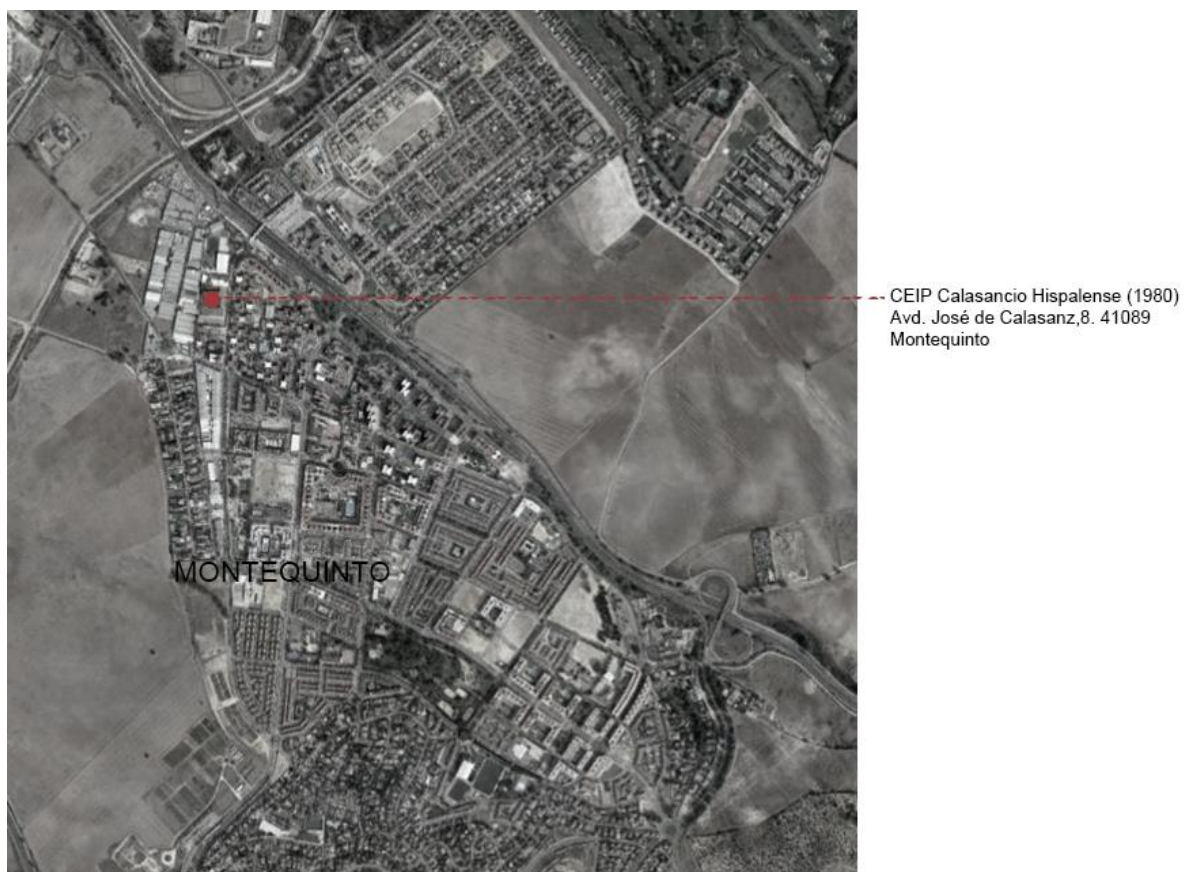 CEIP Calasancio Hispalense (1980)
Avd. José de Calasanz,8. 41089
Montequinto
MONTEQUINTO